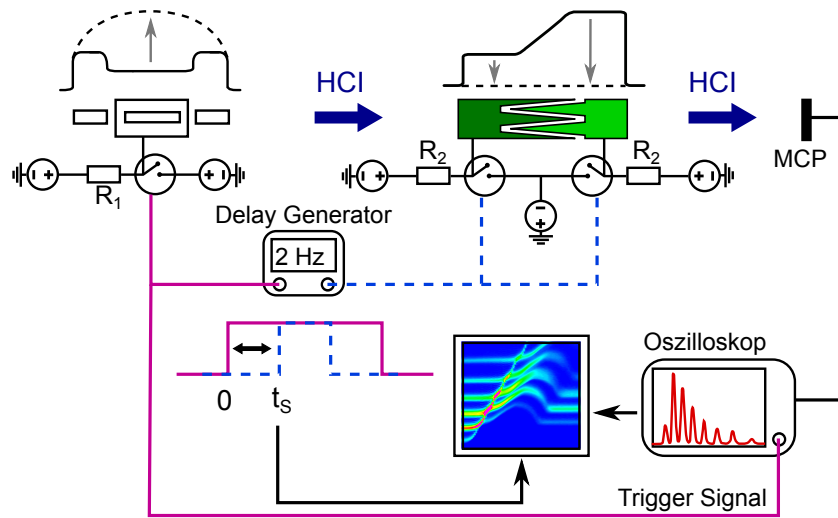 HCI
HCI
MCP
R₁
R₂
R₂
Delay Generator
2 Hz
Oszilloskop
0
tₛ
Trigger Signal